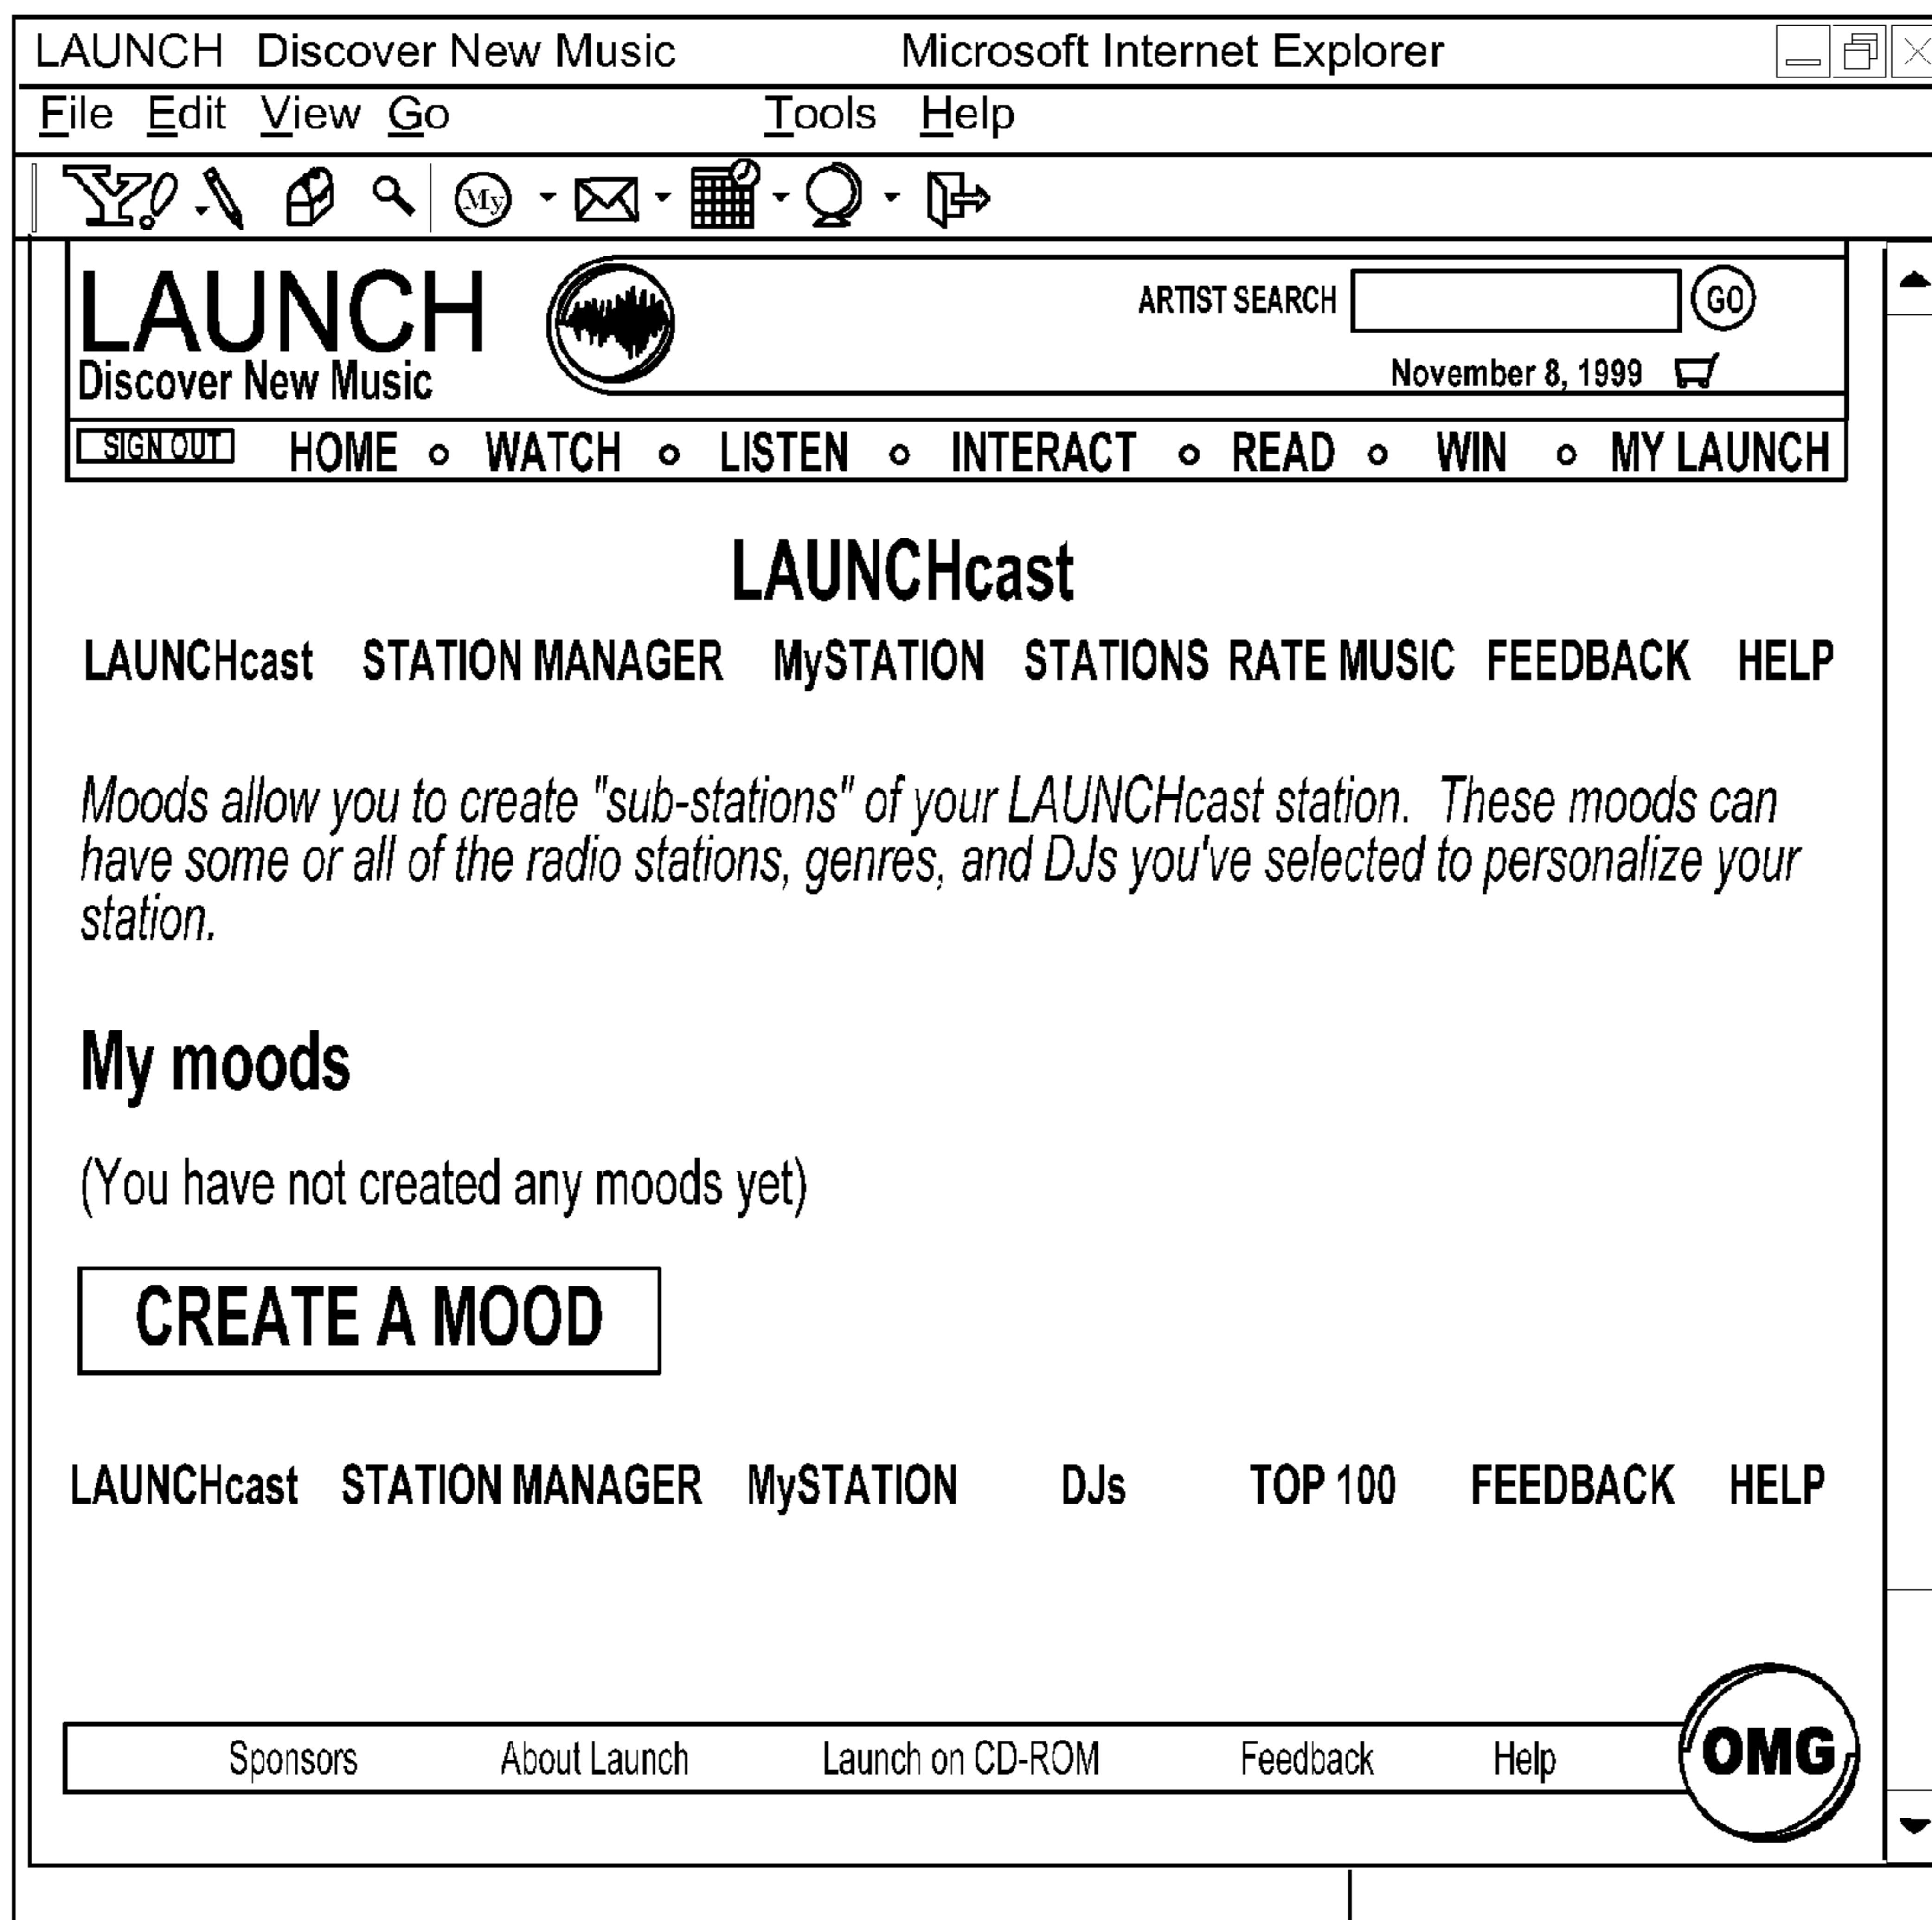 LAUNCH Discover New Music Microsoft Internet Explorer
File Edit View Go Tools Help
Y! My
LAUNCH
Discover New Music
ARTIST SEARCH GO
November 8, 1999
SIGN OUT HOME WATCH LISTEN INTERACT READ WIN MY LAUNCH
LAUNCHcast
LAUNCHcast STATION MANAGER MySTATION STATIONS RATE MUSIC FEEDBACK HELP
Moods allow you to create "sub-stations" of your LAUNCHcast station. These moods can
have some or all of the radio stations, genres, and DJs you've selected to personalize your
station.
My moods
(You have not created any moods yet)
CREATE A MOOD
LAUNCHcast STATION MANAGER MySTATION DJs TOP 100 FEEDBACK HELP
Sponsors About Launch Launch on CD-ROM Feedback Help OMG